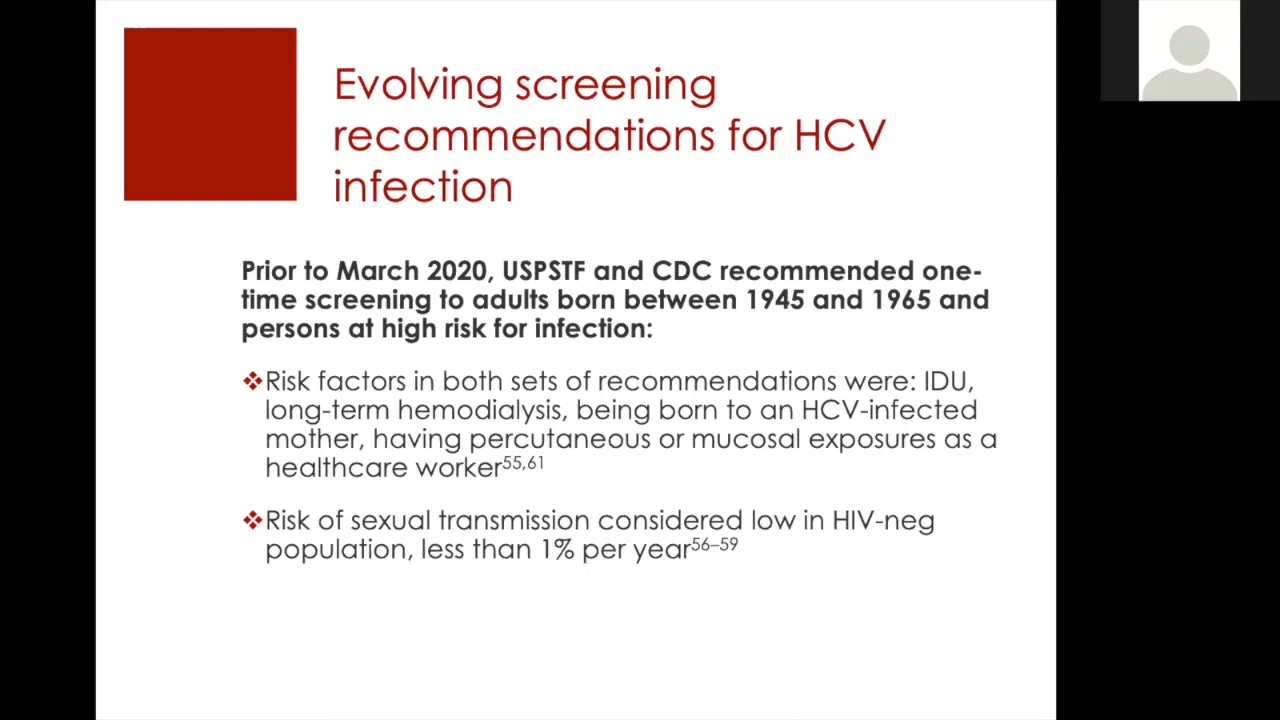 Evolving screening
recommendations for HCV
infection
Prior to March 2020, USPSTF and CDC recommended one-
time screening to adults born between 1945 and 1965 and
persons at high risk for infection:
❖Risk factors in both sets of recommendations were: IDU,
long-term hemodialysis, being born to an HCV-infected
mother, having percutaneous or mucosal exposures as a
healthcare worker55,61
❖Risk of sexual transmission considered low in HIV-neg
population, less than 1% per year56–59